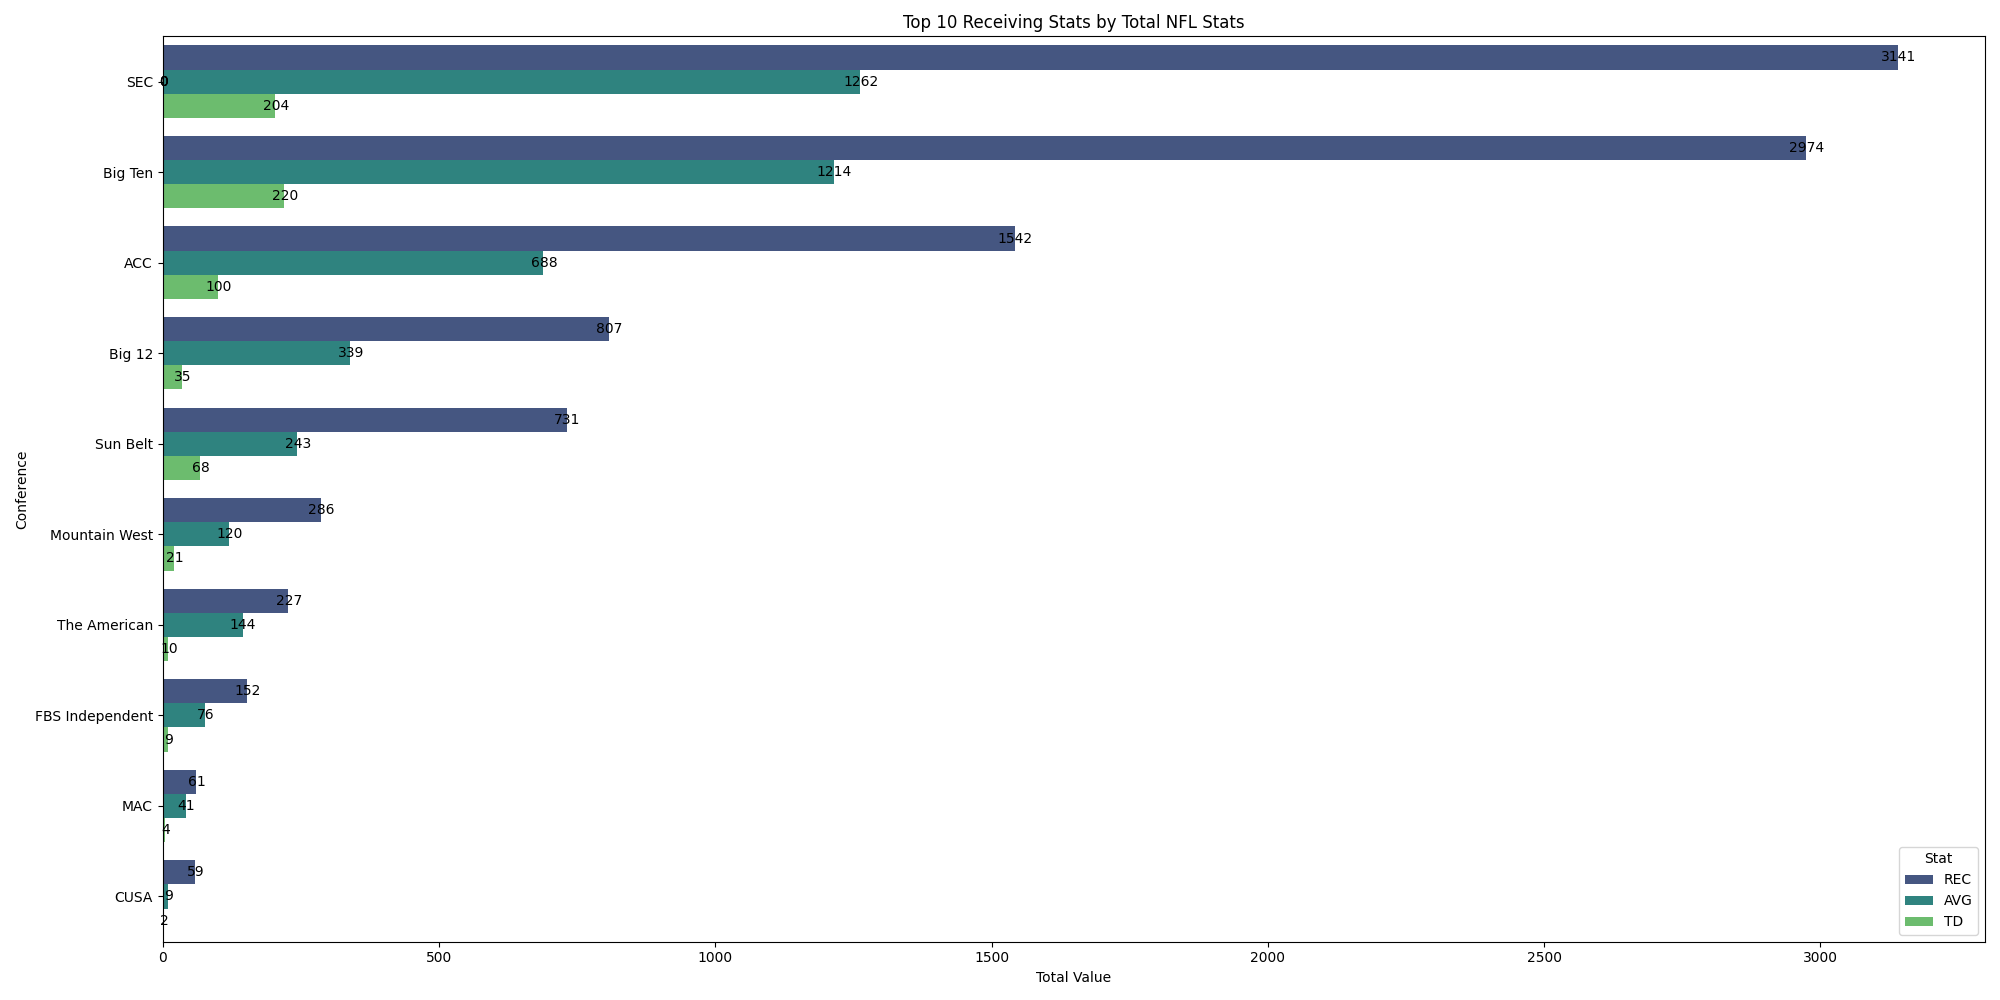 Top 10 Receiving Stats by Total NFL Stats
3141
SEC 0 1262
204
2974
Big Ten 1214
220
1542
ACC 688
100
807
Big 12 339
35
731
Sun Belt 243
68
286
Mountain West 120
21
227
The American 144
10
152
FBS Independent 76
9
61
MAC 41
4
59
CUSA 9
2
Conference
0 500 1000 1500 2000 2500 3000
Total Value
Stat
REC
AVG
TD